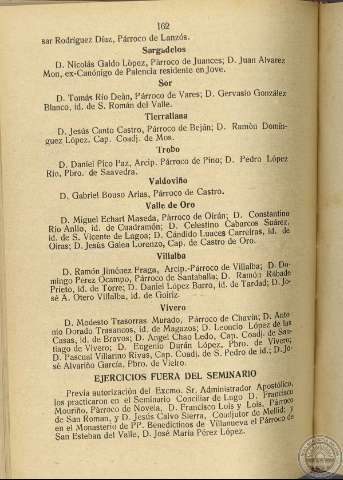 162
sar Rodríguez Díaz, Párroco de Lanzós.
Sargadelos
D. Nicolás Galdo López, Párroco de Juances; D. Juan Alvarez
Mon, ex-Canónigo de Palencia residente en Jove.
Sor
D. Tomás Río Deán, Párroco de Vares; D. Gervasio González
Blanco, id. de S. Román del Valle.
Tierrallana
D. Jesús Canto Castro, Párroco de Beján; D. Ramón Domín-
guez López, Cap. Coadj. de Mos.
Trobo
D. Daniel Pico Paz, Arcip. Párroco de Pino; D. Pedro López
Río, Pbro. de Saavedra.
Valdoviño
D. Gabriel Bouso Arias, Párroco de Castro.
Valle de Oro
D. Miguel Echart Maseda, Párroco de Oirán; D. Constantino
Río Anllo, id. de Cuadramón; D. Celestino Cabarcos Suárez,
id. de S. Vicente de Lagoa; D. Cándido Luaces Carreiras, id. de
Oiras; D. Jesús Galea Lorenzo, Cap. de Castro de Oro.
Villalba
D. Ramón Jiménez Fraga, Arcip.-Párroco de Villalba; D. Do-
mingo Pérez Ocampo, Párroco de Santaballa; D. Ramón Rábade
Prieto, id. de Torre; D. Daniel López Barro, id. de Tardad; D. Jo-
sé A. Otero Villalba, id. de Goiriz.
Vivero
D. Modesto Trasorras Murado, Párroco de Chavín; D. Anto-
nio Dorado Trasancos, id. de Magazos; D. Leoncio López de las
Casas, id. de Bravos; D. Angel Chao Ledo, Cap. Coadj. de San-
tiago de Vivero; D. Eugenio Durán López, Pbro. de Vivero;
D. Pascual Villarino Rivas, Cap. Coadj. de S. Pedro de id.; D. Jo-
sé Alvariño García, Pbro. de Vieiro.
EJERCICIOS FUERA DEL SEMINARIO
Previa autorización del Excmo. Sr. Administrador Apostólico,
los practicaron en el Seminario Conciliar de Lugo D. Francisco
Mouriño, Párroco de Novela, D. Francisco Lois y Lois, Párroco
de San Roman, y D. Jesús Calvo Sierra, Coadjutor de Mellid; y
en el Monasterio de PP. Benedictinos de Villanueva el Párroco de
San Esteban del Valle, D. José María Pérez López.